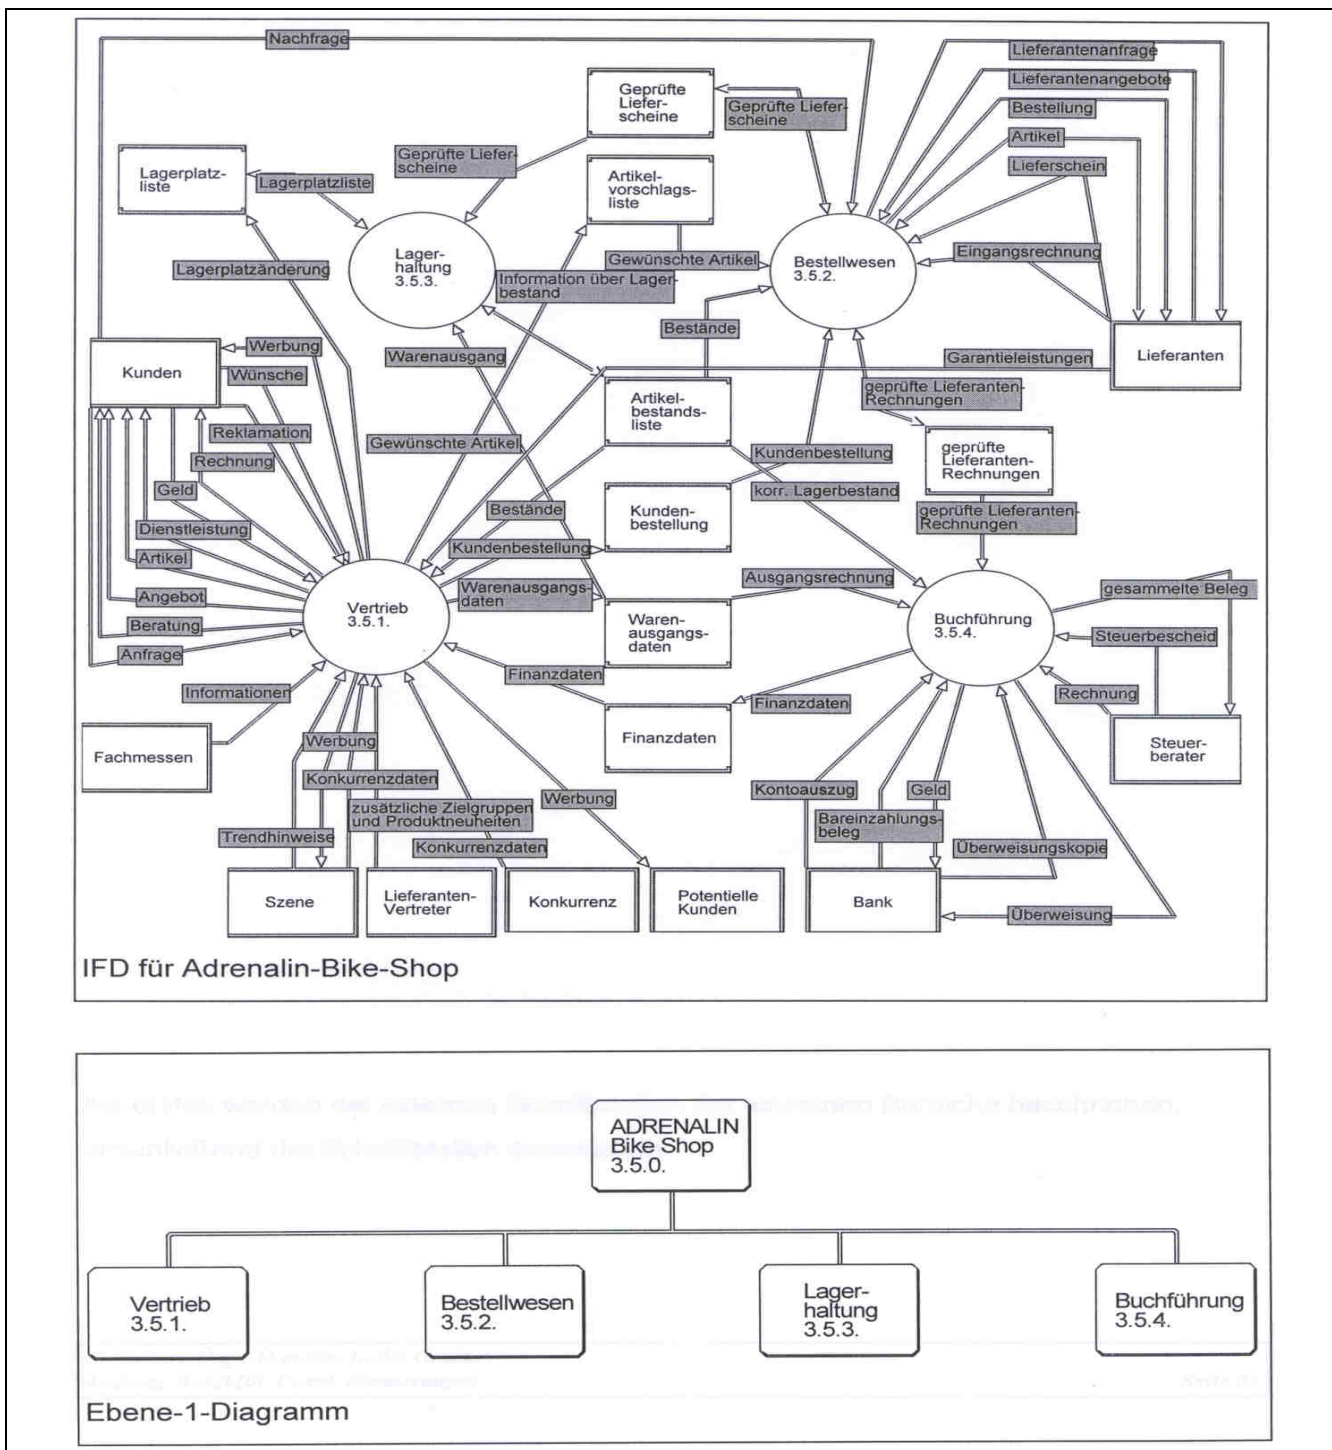 Nachfrage
Lieferantenanfrage
Lieferantenangebote
Bestellung
Artikel
Lieferschein
Eingangsrechnung
Geprüfte
Liefer-
scheine
Geprüfte Liefer-
scheine
Geprüfte Liefer-
scheine
Lagerplatz-
liste
Lagerplatzliste
Artikel-
vorschlags-
liste
Lager-
haltung
3.5.3.
Gewünschte Artikel
Bestellwesen
3.5.2.
Lagerplatzänderung
Information über Lager-
bestand
Bestände
Warenausgang
Garantieleistungen
Lieferanten
Kunden
Werbung
Wünsche
geprüfte Lieferanten-
Rechnungen
Artikel-
bestands-
liste
Reklamation
Gewünschte Artikel
Rechnung
Kundenbestellung
geprüfte
Lieferanten-
Rechnungen
Geld
korr. Lagerbestand
Bestände
Kunden-
bestellung
geprüfte Lieferanten-
Rechnungen
Dienstleistung
Kundenbestellung
Artikel
Warenausgangs-
daten
Ausgangsrechnung
gesammelte Beleg
Angebot
Vertrieb
3.5.1.
Waren-
ausgangs-
daten
Buchführung
3.5.4.
Beratung
Steuerbescheid
Anfrage
Finanzdaten
Informationen
Rechnung
Finanzdaten
Fachmessen
Werbung
Finanzdaten
Steuer-
berater
Konkurrenzdaten
Werbung
Kontoauszug
Geld
zusätzliche Zielgruppen
und Produktneuheiten
Bareinzahlungs-
beleg
Trendhinweise
Konkurrenzdaten
Überweisungskopie
Szene
Lieferanten-
Vertreter
Konkurrenz
Potentielle
Kunden
Bank
Überweisung
IFD für Adrenalin-Bike-Shop
ADRENALIN
Bike Shop
3.5.0.
Vertrieb
3.5.1.
Bestellwesen
3.5.2.
Lager-
haltung
3.5.3.
Buchführung
3.5.4.
Ebene-1-Diagramm